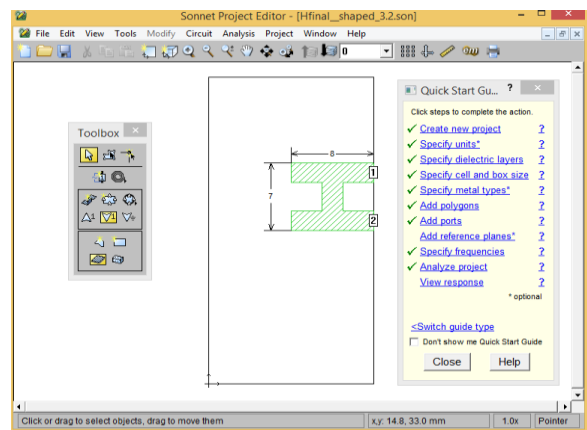 Sonnet Project Editor - [Hfinal__shaped_3.2.son]
File Edit View Tools Modify Circuit Analysis Project Window Help
0
Toolbox
8
7
1
2
Quick Start Gu... ?
Click steps to complete the action.
Create new project ?
Specify units* ?
Specify dielectric layers ?
Specify cell and box size ?
Specify metal types* ?
Add polygons ?
Add ports ?
Add reference planes* ?
Specify frequencies ?
Analyze project ?
View response ?
* optional
<Switch guide type
Don't show me Quick Start Guide
Close Help
Click or drag to select objects, drag to move them x,y: 14.8, 33.0 mm 1.0x Pointer